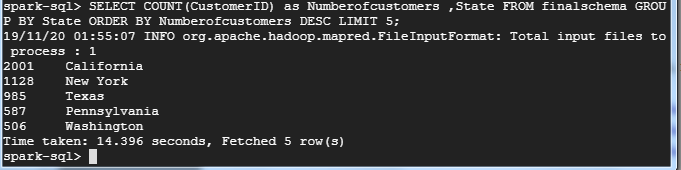 spark-sql> SELECT COUNT(CustomerID) as Numberofcustomers ,State FROM finalschema GROU
P BY State ORDER BY Numberofcustomers DESC LIMIT 5;
19/11/20 01:55:07 INFO org.apache.hadoop.mapred.FileInputFormat: Total input files to
 process : 1
2001    California
1128    New York
985     Texas
587     Pennsylvania
506     Washington
Time taken: 14.396 seconds, Fetched 5 row(s)
spark-sql>